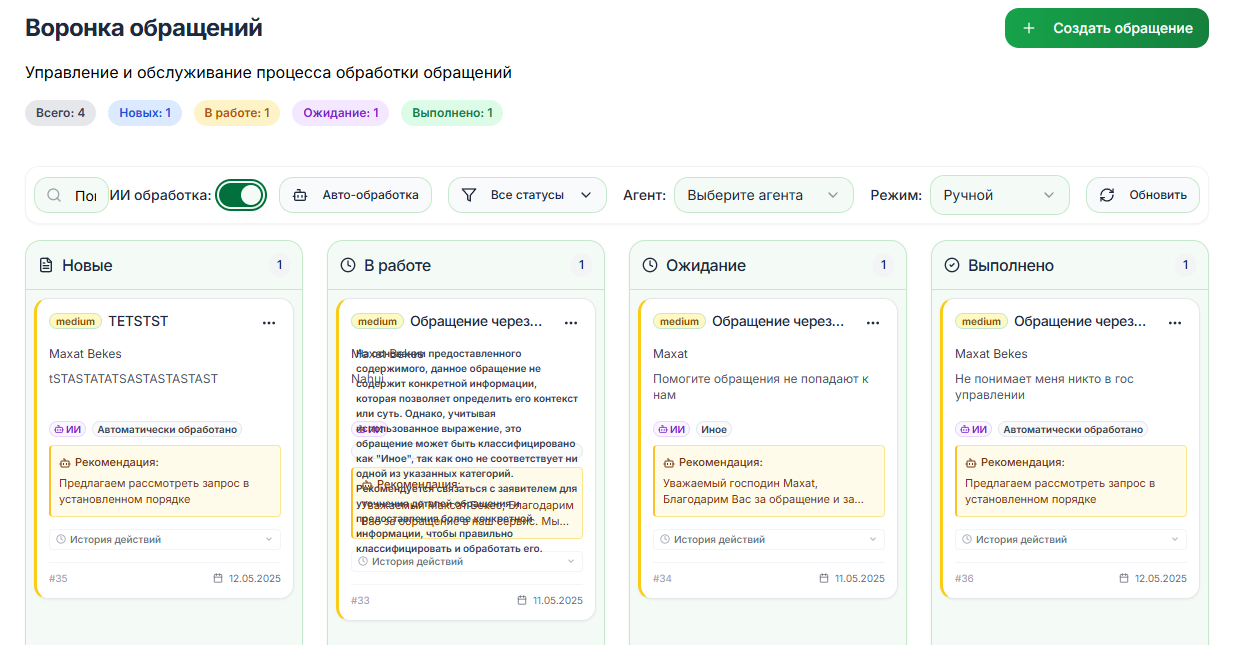 Воронка обращений
Создать обращение
Управление и обслуживание процесса обработки обращений
Всего: 4
Новых: 1
В работе: 1
Ожидание: 1
Выполнено: 1
ИИ обработка:
Авто-обработка
Все статусы
Агент:
Выберите агента
Режим:
Ручной
Обновить
Новые
1
medium TETSTST
Maxat Bekes
tSTASTATATSASTASTASTAST
ИИ
Автоматически обработано
Рекомендация:
Предлагаем рассмотреть запрос в
установленном порядке
История действий
#35
12.05.2025
В работе
1
medium Обращение через...
Maxat Bekes
Nahui
На основании предоставленного
содержимого, данное обращение не
содержит конкретной информации,
которая позволяет определить его контекст
или суть. Однако, учитывая
использованное выражение, это
обращение может быть классифицировано
как "Иное", так как оно не соответствует ни
одной из указанных категорий.
Рекомендуется связаться с заявителем для
уточнения деталей обращения и
предоставления более конкретной
информации, чтобы правильно
классифицировать и обработать его.
ИИ
Рекомендация:
Уважаемый Максат Бекес, Благодарим
Вас за обращение в наш сервис. Мы...
История действий
#33
11.05.2025
Ожидание
1
medium Обращение через...
Maxat
Помогите обращения не попадают к
нам
ИИ
Иное
Рекомендация:
Уважаемый господин Maxat,
Благодарим Вас за обращение и за...
История действий
#34
11.05.2025
Выполнено
1
medium Обращение через...
Maxat Bekes
Не понимает меня никто в гос
управлении
ИИ
Автоматически обработано
Рекомендация:
Предлагаем рассмотреть запрос в
установленном порядке
История действий
#36
12.05.2025